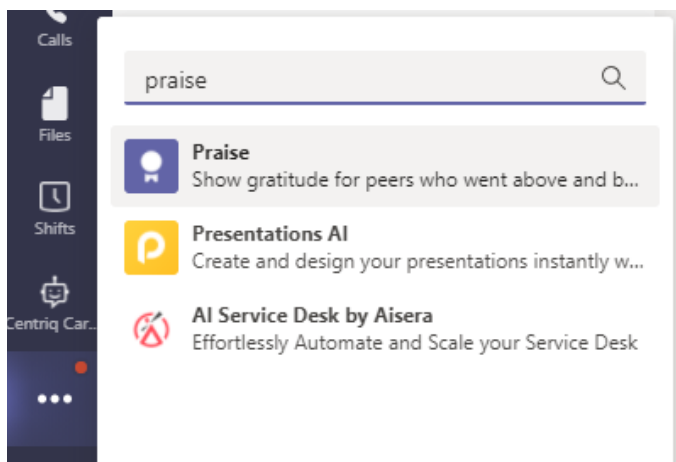 Calls
Files
Shifts
Centriq Car...
praise
Praise
Show gratitude for peers who went above and b...
Presentations AI
Create and design your presentations instantly w...
AI Service Desk by Aisera
Effortlessly Automate and Scale your Service Desk